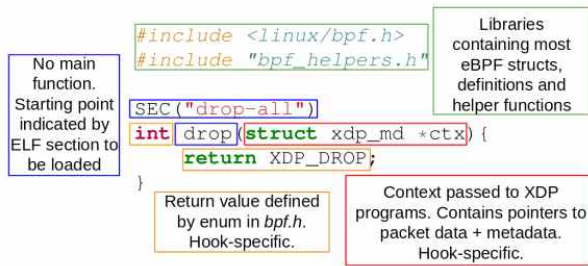 #include <linux/bpf.h>
#include "bpf_helpers.h"
Libraries
containing most
eBPF structs,
definitions and
helper functions
No main
function.
Starting point
indicated by
ELF section to
be loaded
SEC("drop-all")
int drop(struct xdp_md *ctx){
return XDP_DROP;
}
Return value defined
by enum in bpf.h.
Hook-specific.
Context passed to XDP
programs. Contains pointers to
packet data + metadata.
Hook-specific.